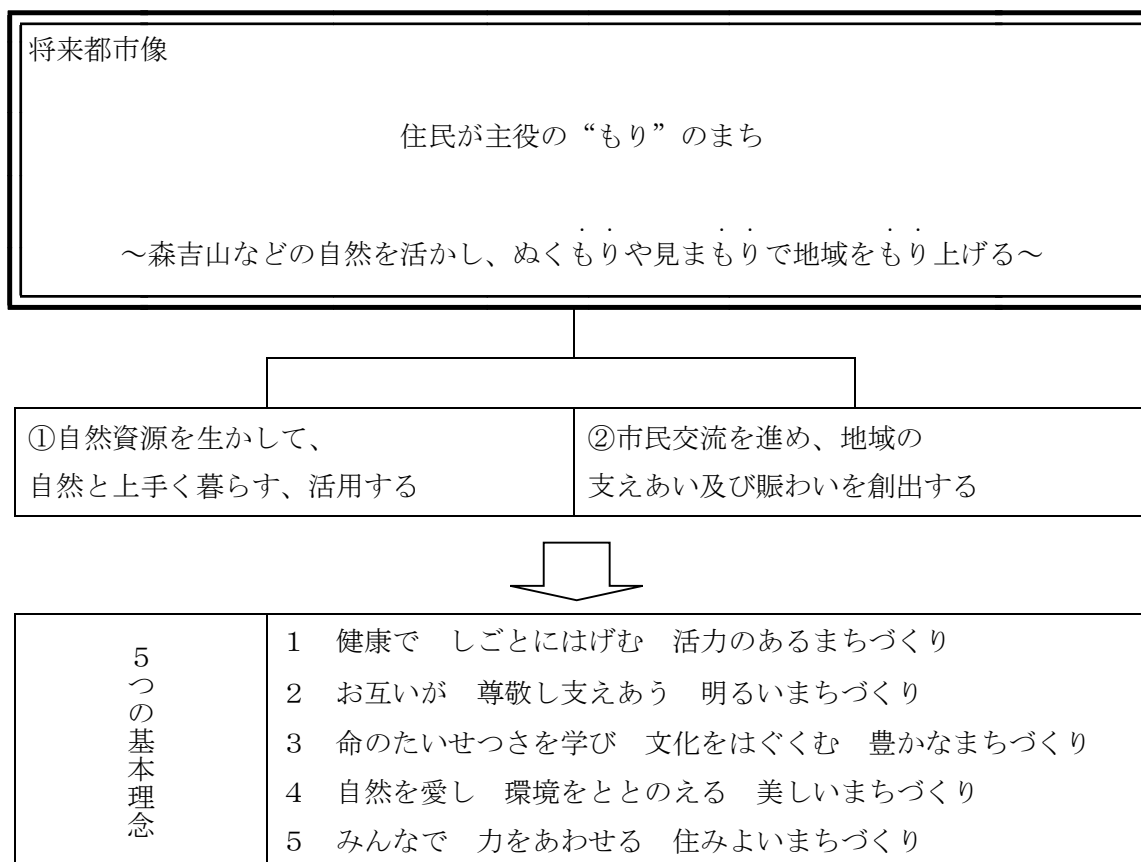 将来都市像
住民が主役の“もり”のまち
～森吉山などの自然を活かし、ぬくもりや見まもりで地域をもり上げる～
①自然資源を生かして、
自然と上手く暮らす、活用する
②市民交流を進め、地域の
支えあい及び賑わいを創出する
5つの基本理念
１　健康で　しごとにはげむ　活力のあるまちづくり
２　お互いが　尊敬し支えあう　明るいまちづくり
３　命のたいせつさを学び　文化をはぐくむ　豊かなまちづくり
４　自然を愛し　環境をととのえる　美しいまちづくり
５　みんなで　力をあわせる　住みよいまちづくり